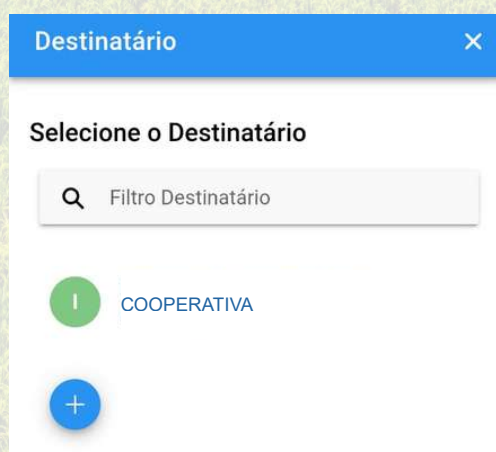 Destinatário
Selecione o Destinatário
Filtro Destinatário
I
COOPERATIVA